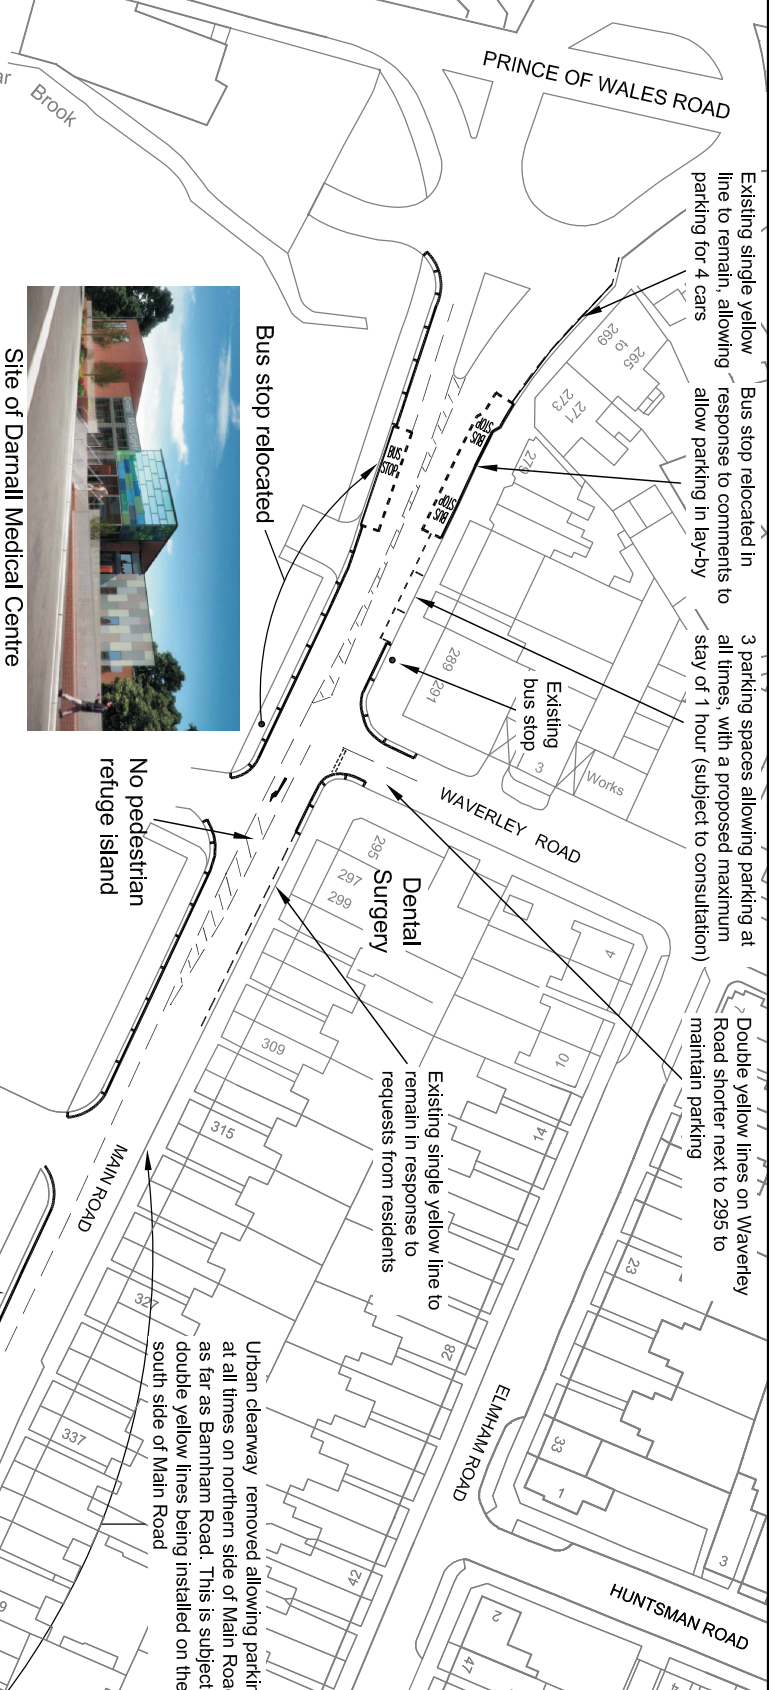 PRINCE OF WALES ROAD
Existing single yellow
line to remain, allowing
parking for 4 cars
Bus stop relocated in
response to comments to
allow parking in lay-by
3 parking spaces allowing parking at
all times, with a proposed maximum
stay of 1 hour (subject to consultation)
Double yellow lines on Waverley
Road shorter next to 295 to
maintain parking
Brook
ar
265
to
269
271
273
279
BUS
STOP
BUS
STOP
BUS
STOP
289
291
Existing
bus stop
3
Works
WAVERLEY ROAD
Bus stop relocated
Site of Darnall Medical Centre
No pedestrian
refuge island
Dental
Surgery
295
297
299
309
315
327
337
9
4
10
14
28
42
23
33
1
3
2
47
Existing single yellow line to
remain in response to
requests from residents
MAIN ROAD
ELMHAM ROAD
HUNTSMAN ROAD
Urban clearway removed allowing parkin
at all times on northern side of Main Roa
as far as Bannham Road. This is subject
double yellow lines being installed on the
south side of Main Road